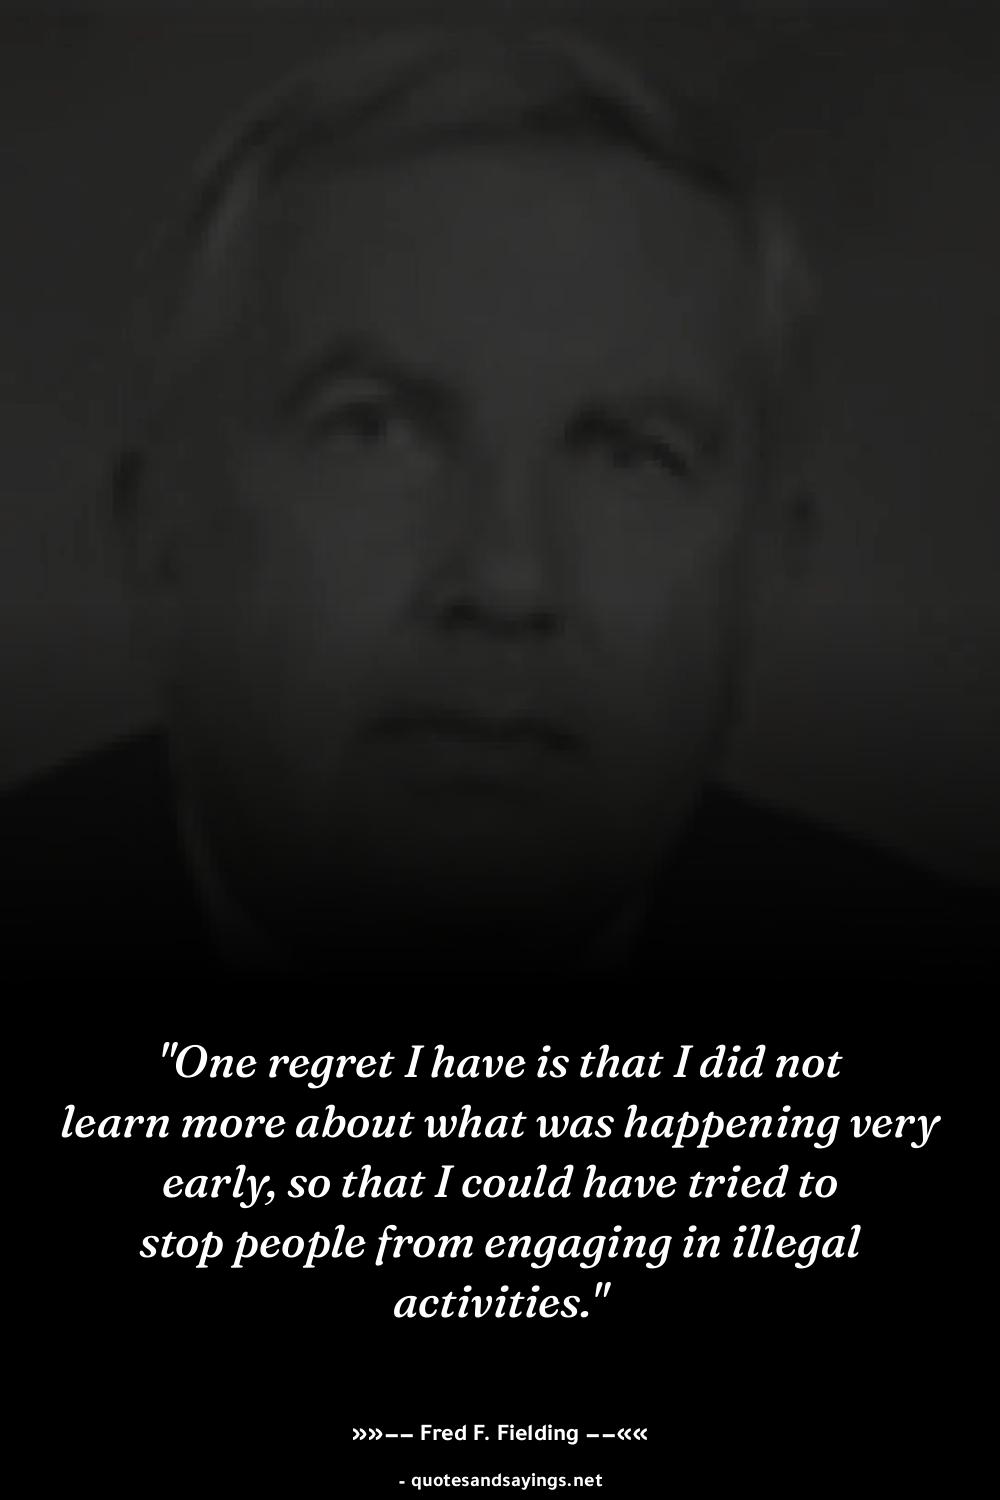 "One regret I have is that I did not
learn more about what was happening very
early, so that I could have tried to
stop people from engaging in illegal
activities."
»»-- Fred F. Fielding --««
- quotesandsayings.net